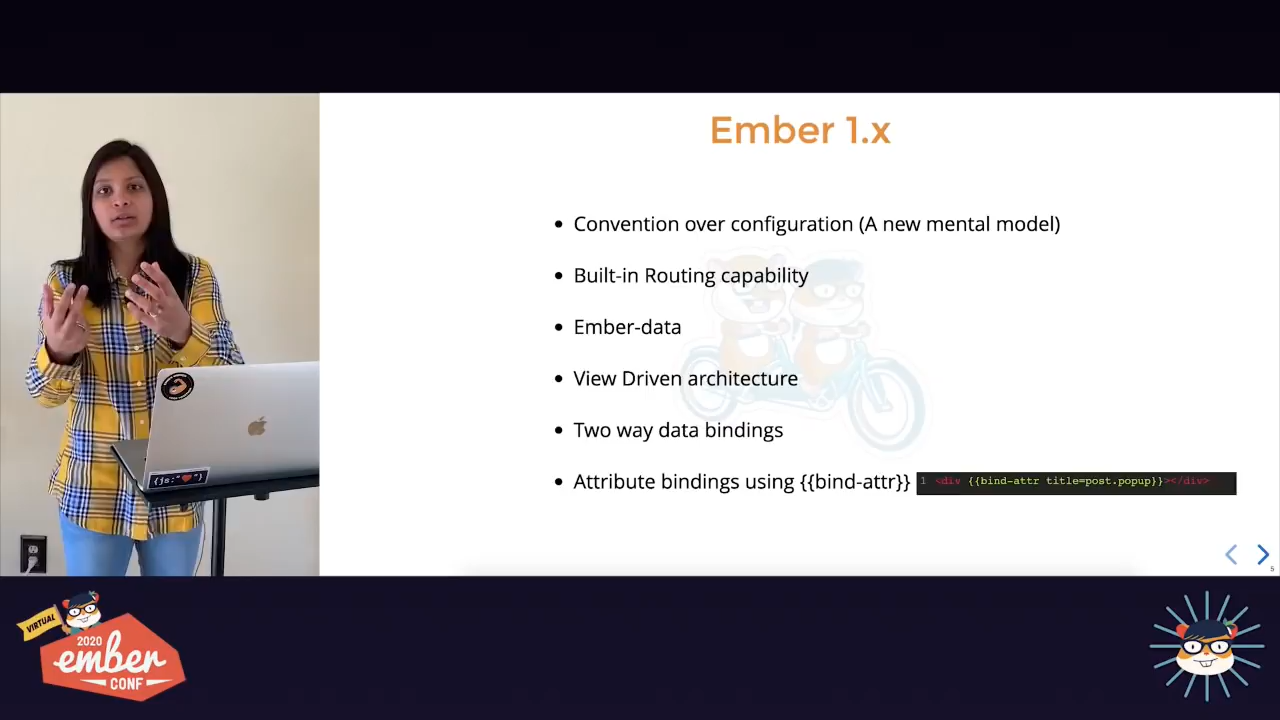 Ember 1.x
Convention over configuration (A new mental model)
Built-in Routing capability
Ember-data
View Driven architecture
Two way data bindings
Attribute bindings using {{bind-attr}}
1 <div {{bind-attr title=post.popup}}></div>
5
{js:"❤"}
VIRTUAL
2020
ember
CONF